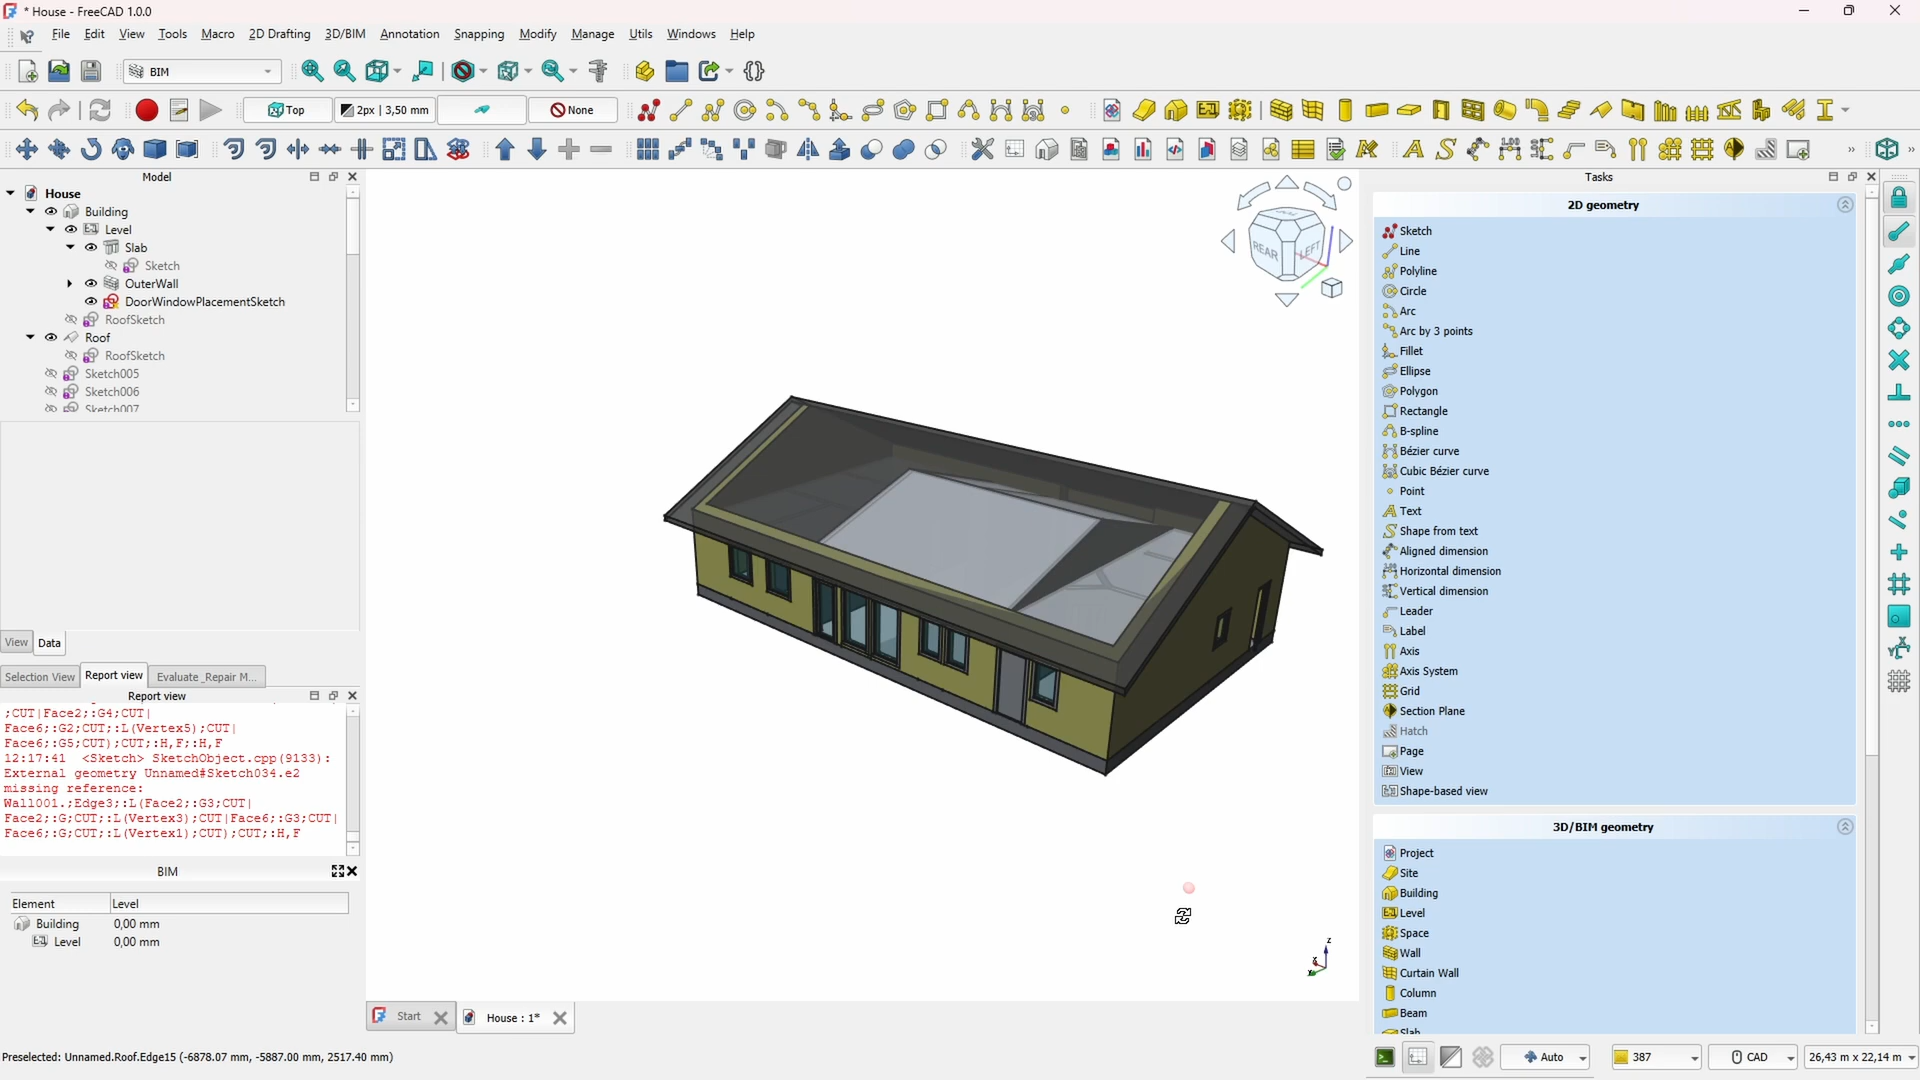 * House - FreeCAD 1.0.0
File Edit View Tools Macro 2D Drafting 3D/BIM Annotation Snapping Modify Manage Utils Windows Help
BIM
Top
2px | 3,50 mm
None
Model
House
Building
Level
Slab
Sketch
OuterWall
DoorWindowPlacementSketch
RoofSketch
Roof
RoofSketch
Sketch005
Sketch006
Sketch007
View Data
Selection View Report view Evaluate _Repair M...
Report view
;CUT|Face2;:G4;CUT|
Face6;:G2;CUT;:L(Vertex5);CUT|
Face6;:G5;CUT);CUT;:H,F;:H,F
12:17:41 <Sketch> SketchObject.cpp(9133):
External geometry Unnamed#Sketch034.e2
missing reference:
Wall001.;Edge3;:L(Face2;:G3;CUT|
Face2;:G;CUT;:L(Vertex3);CUT|Face6;:G3;CUT|
Face6;:G;CUT;:L(Vertex1);CUT);CUT;:H,F
BIM
Element Level
Building 0,00 mm
Level 0,00 mm
REAR
LEFT
z
x
y
Start
House : 1*
Tasks
2D geometry
Sketch
Line
Polyline
Circle
Arc
Arc by 3 points
Fillet
Ellipse
Polygon
Rectangle
B-spline
Bézier curve
Cubic Bézier curve
Point
Text
Shape from text
Aligned dimension
Horizontal dimension
Vertical dimension
Leader
Label
Axis
Axis System
Grid
Section Plane
Hatch
Page
View
Shape-based view
3D/BIM geometry
Project
Site
Building
Level
Space
Wall
Curtain Wall
Column
Beam
Slab
Preselected: Unnamed.Roof.Edge15 (-6878.07 mm, -5887.00 mm, 2517.40 mm)
Auto
387
CAD
26,43 m x 22,14 m